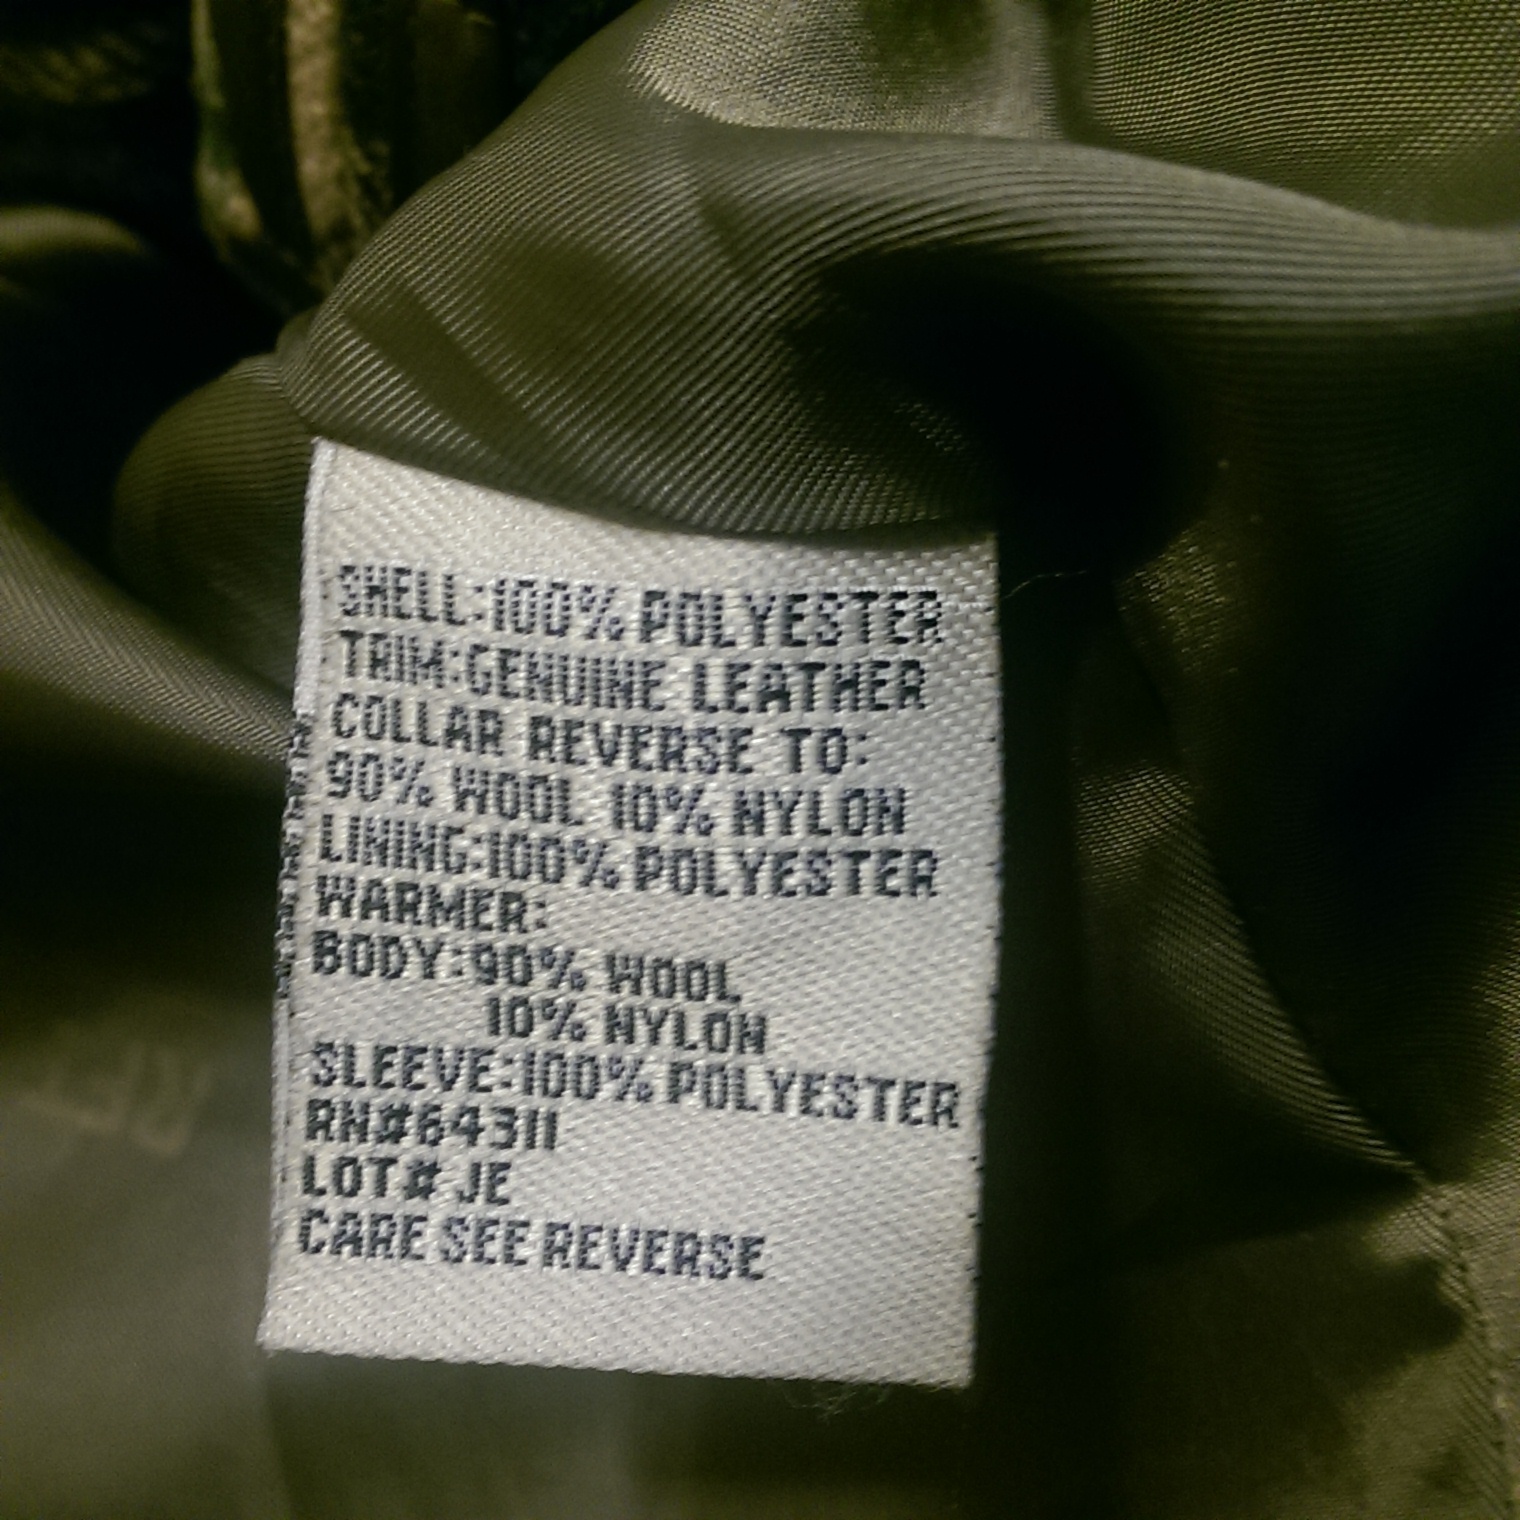 SHELL:100% POLYESTER
TRIM:GENUINE LEATHER
COLLAR REVERSE TO:
90% WOOL 10% NYLON
LINING:100% POLYESTER
WARMER:
BODY:90% WOOL
10% NYLON
SLEEVE:100% POLYESTER
RN#64311
LOT# JE
CARE SEE REVERSE